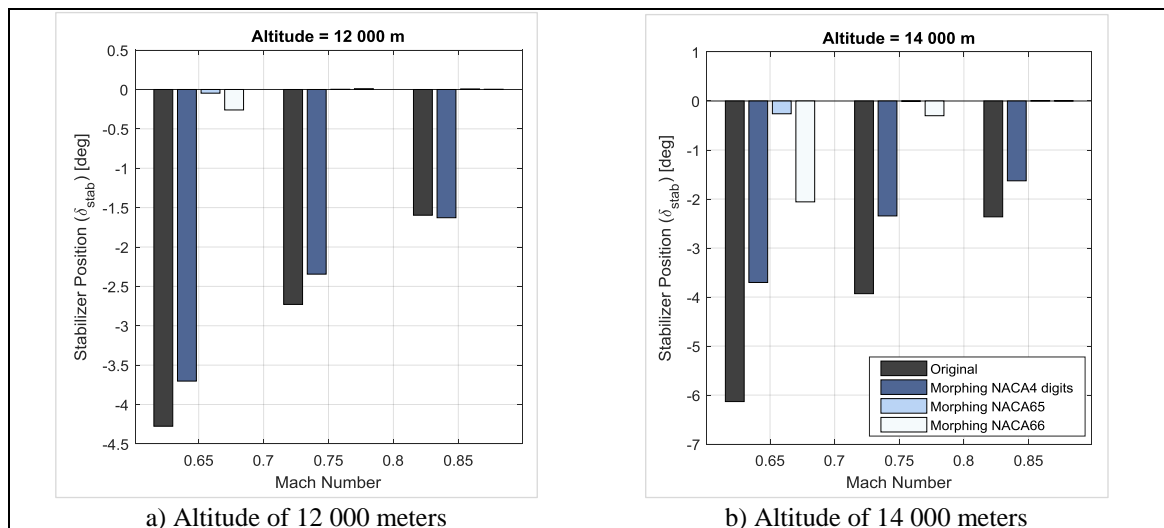 Altitude = 12 000 m
0.5
0
-0.5
-1
-1.5
-2
-2.5
-3
-3.5
-4
-4.5
Stabilizer Position (δstab) [deg]
0.65 0.7 0.75 0.8 0.85
Mach Number
a) Altitude of 12 000 meters
Altitude = 14 000 m
1
0
-1
-2
-3
-4
-5
-6
-7
Stabilizer Position (δstab) [deg]
Original
Morphing NACA4 digits
Morphing NACA65
Morphing NACA66
0.65 0.7 0.75 0.8 0.85
Mach Number
b) Altitude of 14 000 meters